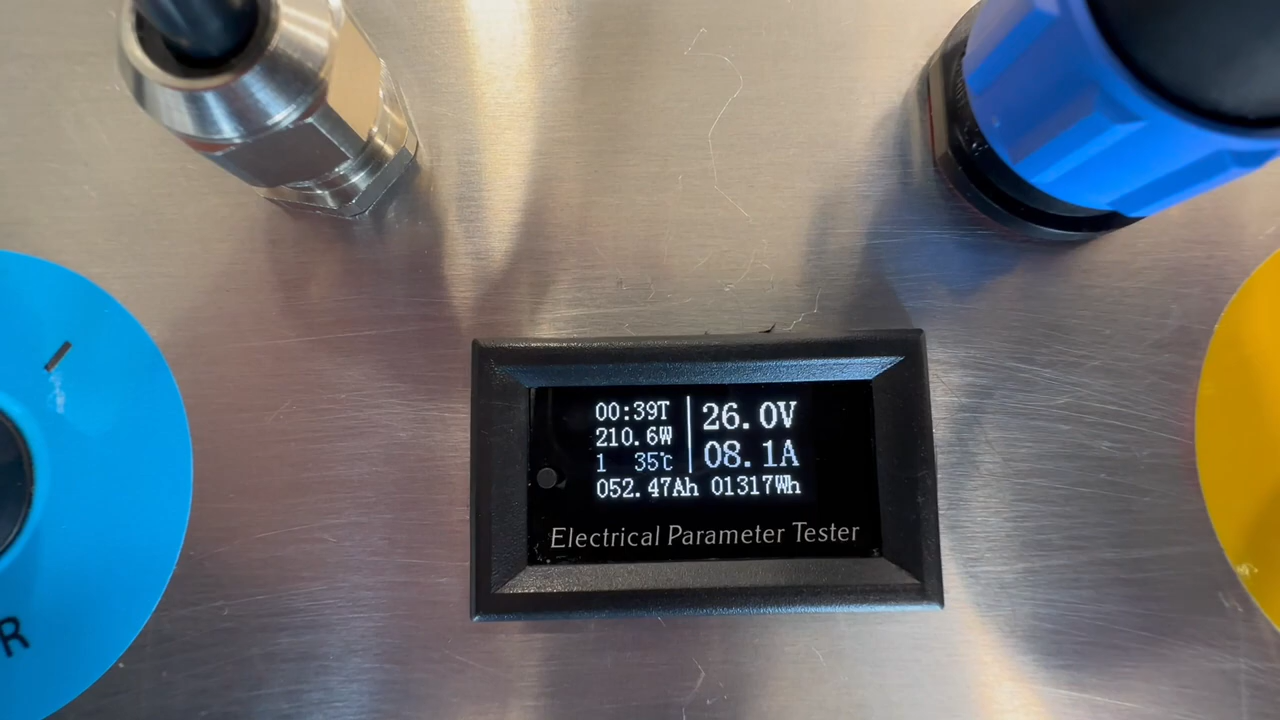 00:39T
210.6W
1 35℃
26.0V
08.1A
052.47Ah 01317Wh
Electrical Parameter Tester
R